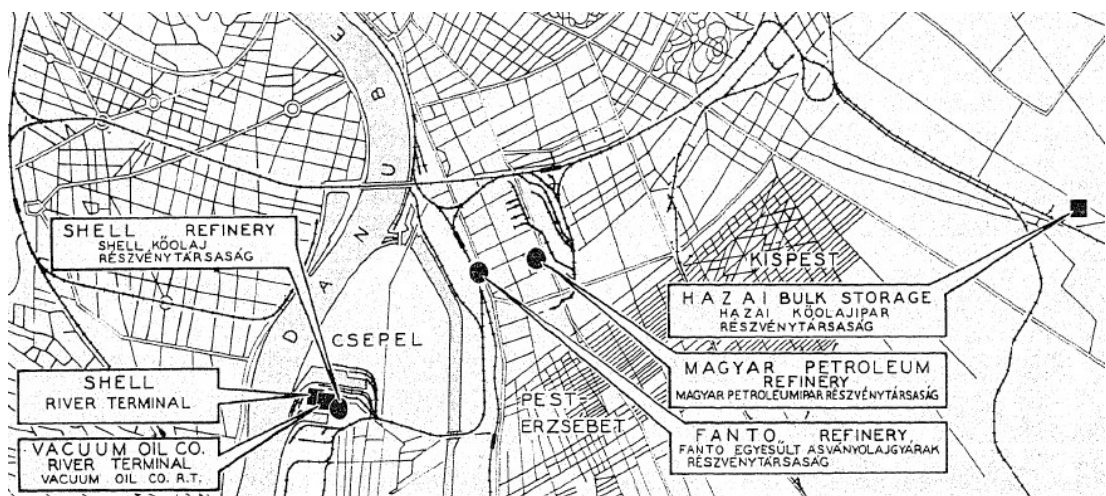 DANUBE
SHELL REFINERY
SHELL KŐOLAJ
RÉSZVÉNYTÁRSASÁG
CSEPEL
SHELL
RIVER TERMINAL
VACUUM OIL CO.
RIVER TERMINAL
VACUUM OIL CO. R.T.
PEST-
ERZSEBET
KISPEST
HAZAI BULK STORAGE
HAZAI KŐOLAJIPAR
RÉSZVÉNYTÁRSASÁG
MAGYAR PETROLEUM
REFINERY
MAGYAR PETROLEUMIPAR RÉSZVÉNYTÁRSASÁG
FANTO REFINERY
FANTO EGYESÜLT ÁSVÁNYOLAJGYÁRAK
RÉSZVÉNYTÁRSASÁG